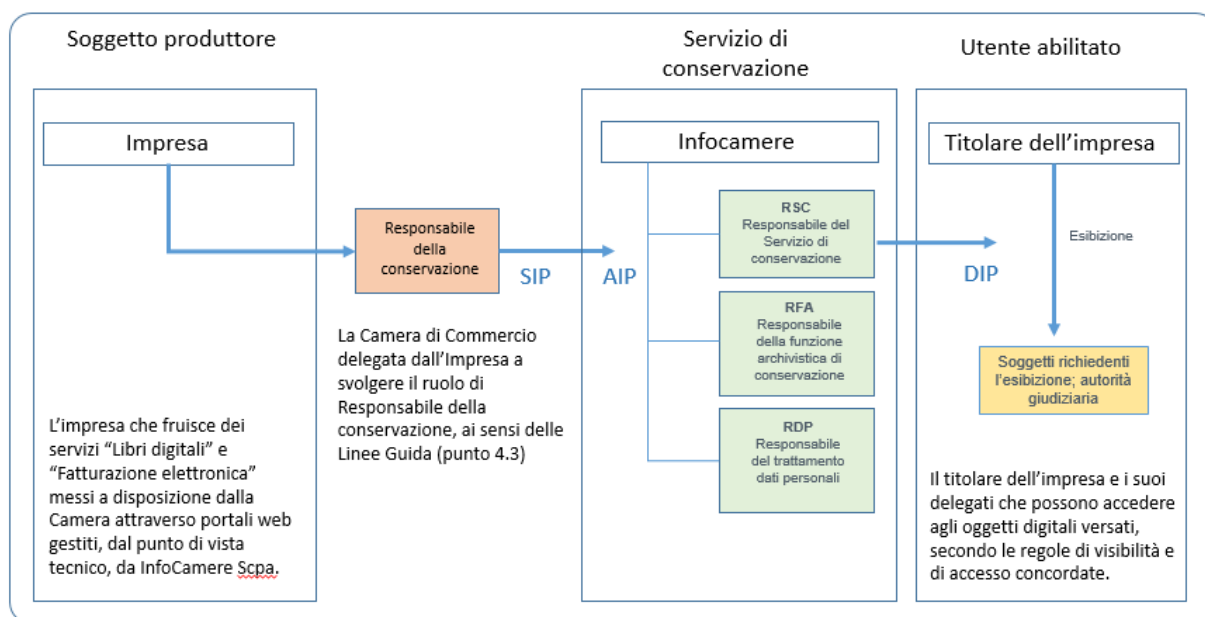 Soggetto produttore
Servizio di
conservazione
Utente abilitato
Impresa
Infocamere
Titolare dell'impresa
Responsabile
della
conservazione
SIP
AIP
RSC
Responsabile del
Servizio di
conservazione
Esibizione
DIP
RFA
Responsabile
della funzione
archivistica di
conservazione
Soggetti richiedenti
l'esibizione; autorità
giudiziaria
RDP
Responsabile
del trattamento
dati personali
La Camera di Commercio
delegata dall'Impresa a
svolgere il ruolo di
Responsabile della
conservazione, ai sensi delle
Linee Guida (punto 4.3)
L'impresa che fruisce dei
servizi “Libri digitali” e
“Fatturazione elettronica”
messi a disposizione dalla
Camera attraverso portali web
gestiti, dal punto di vista
tecnico, da InfoCamere Scpa.
Il titolare dell'impresa e i suoi
delegati che possono accedere
agli oggetti digitali versati,
secondo le regole di visibilità e
di accesso concordate.